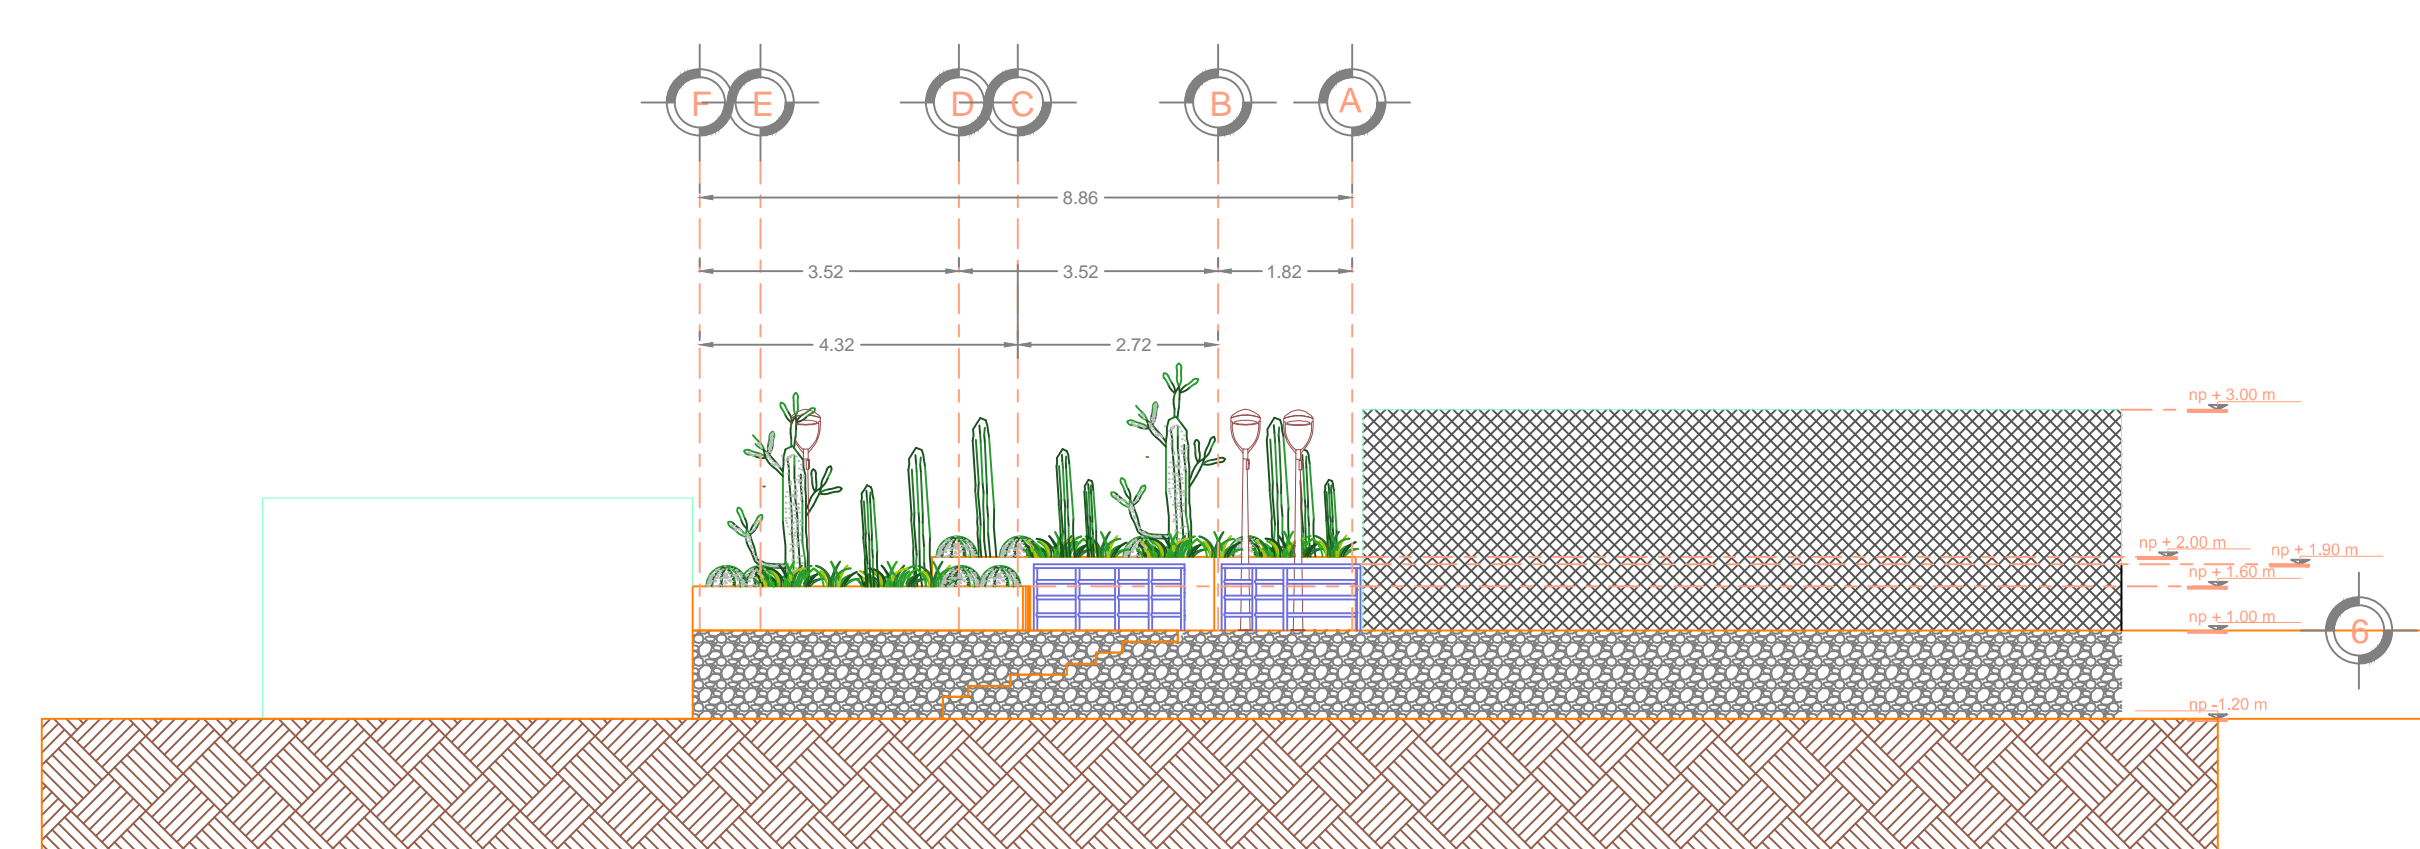 F E D C B A
8.86
3.52 3.52 1.82
4.32 2.72
np + 3.00 m
np + 2.00 m
np + 1.90 m
np + 1.60 m
np + 1.00 m
6
np -1.20 m